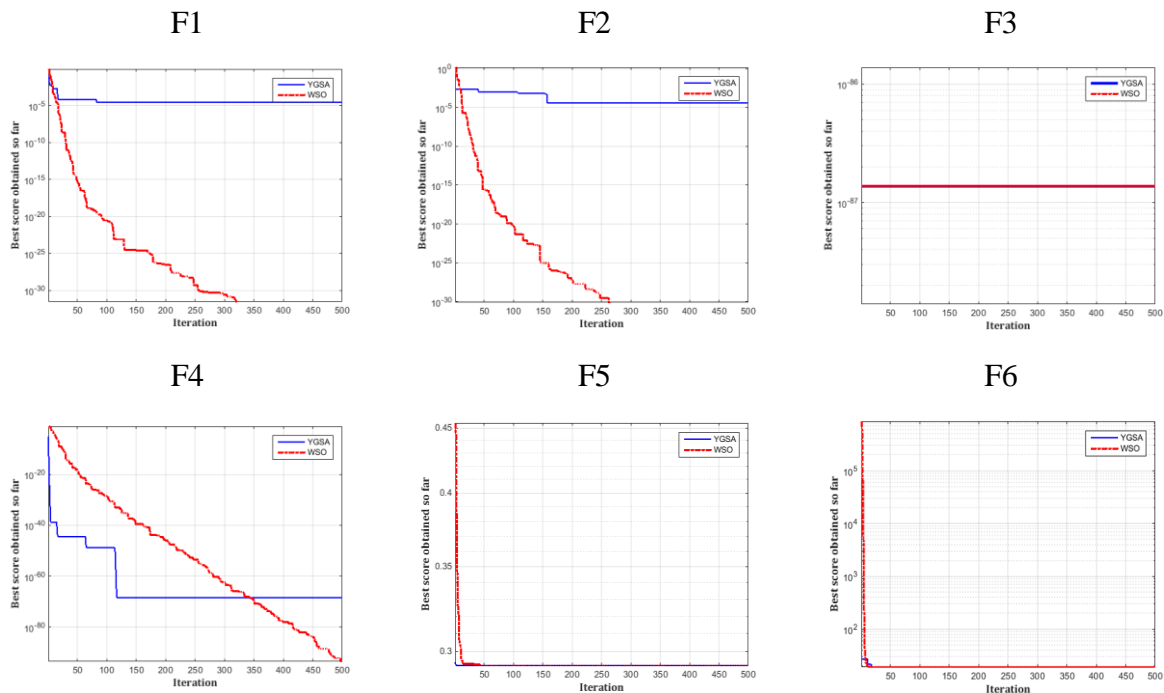 F1
F2
F3
YGSA
WSO
Best score obtained so far
10^-5
10^-10
10^-15
10^-20
10^-25
10^-30
50 100 150 200 250 300 350 400 450 500
Iteration
YGSA
WSO
Best score obtained so far
10^0
10^-5
10^-10
10^-15
10^-20
10^-25
10^-30
50 100 150 200 250 300 350 400 450 500
Iteration
YGSA
WSO
Best score obtained so far
10^-86
10^-87
50 100 150 200 250 300 350 400 450 500
Iteration
F4
F5
F6
YGSA
WSO
Best score obtained so far
10^-20
10^-40
10^-60
10^-80
50 100 150 200 250 300 350 400 450 500
Iteration
YGSA
WSO
Best score obtained so far
0.45
0.4
0.35
0.3
50 100 150 200 250 300 350 400 450 500
Iteration
YGSA
WSO
Best score obtained so far
10^5
10^4
10^3
10^2
50 100 150 200 250 300 350 400 450 500
Iteration